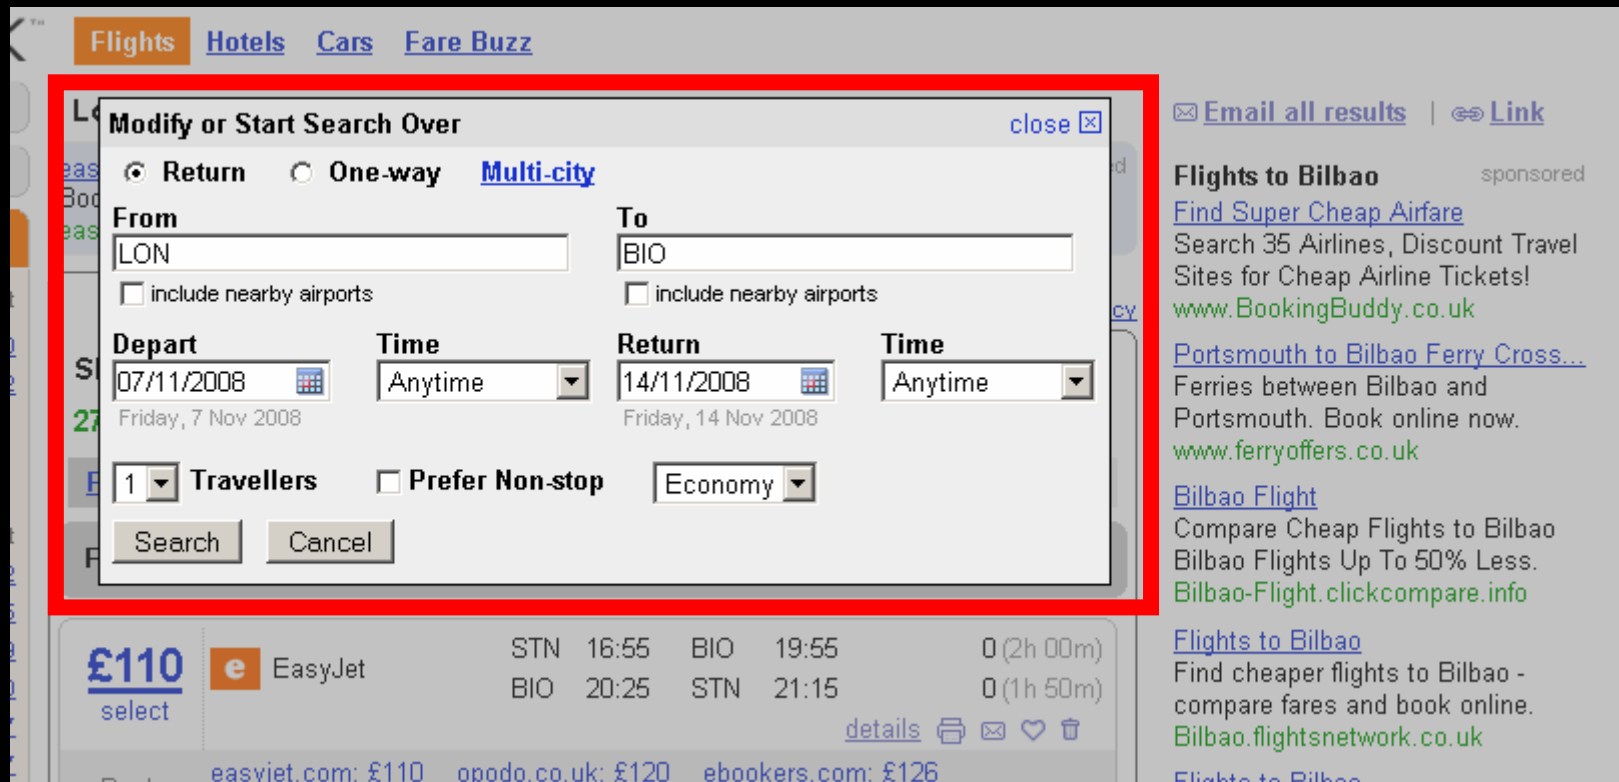 Flights Hotels Cars Fare Buzz
Modify or Start Search Over close
Return One-way Multi-city
From To
LON BIO
include nearby airports include nearby airports
Depart Time Return Time
07/11/2008 Anytime 14/11/2008 Anytime
Friday, 7 Nov 2008 Friday, 14 Nov 2008
1 Travellers Prefer Non-stop Economy
Search Cancel
£110 EasyJet STN 16:55 BIO 19:55 0 (2h 00m)
BIO 20:25 STN 21:15 0 (1h 50m)
select
details
easyjet.com: £110 opodo.co.uk: £120 ebookers.com: £126
Email all results | Link
Flights to Bilbao sponsored
Find Super Cheap Airfare
Search 35 Airlines, Discount Travel
Sites for Cheap Airline Tickets!
www.BookingBuddy.co.uk
Portsmouth to Bilbao Ferry Cross...
Ferries between Bilbao and
Portsmouth. Book online now.
www.ferryoffers.co.uk
Bilbao Flight
Compare Cheap Flights to Bilbao
Bilbao Flights Up To 50% Less.
Bilbao-Flight.clickcompare.info
Flights to Bilbao
Find cheaper flights to Bilbao -
compare fares and book online.
Bilbao.flightsnetwork.co.uk
Flights to Bilbao